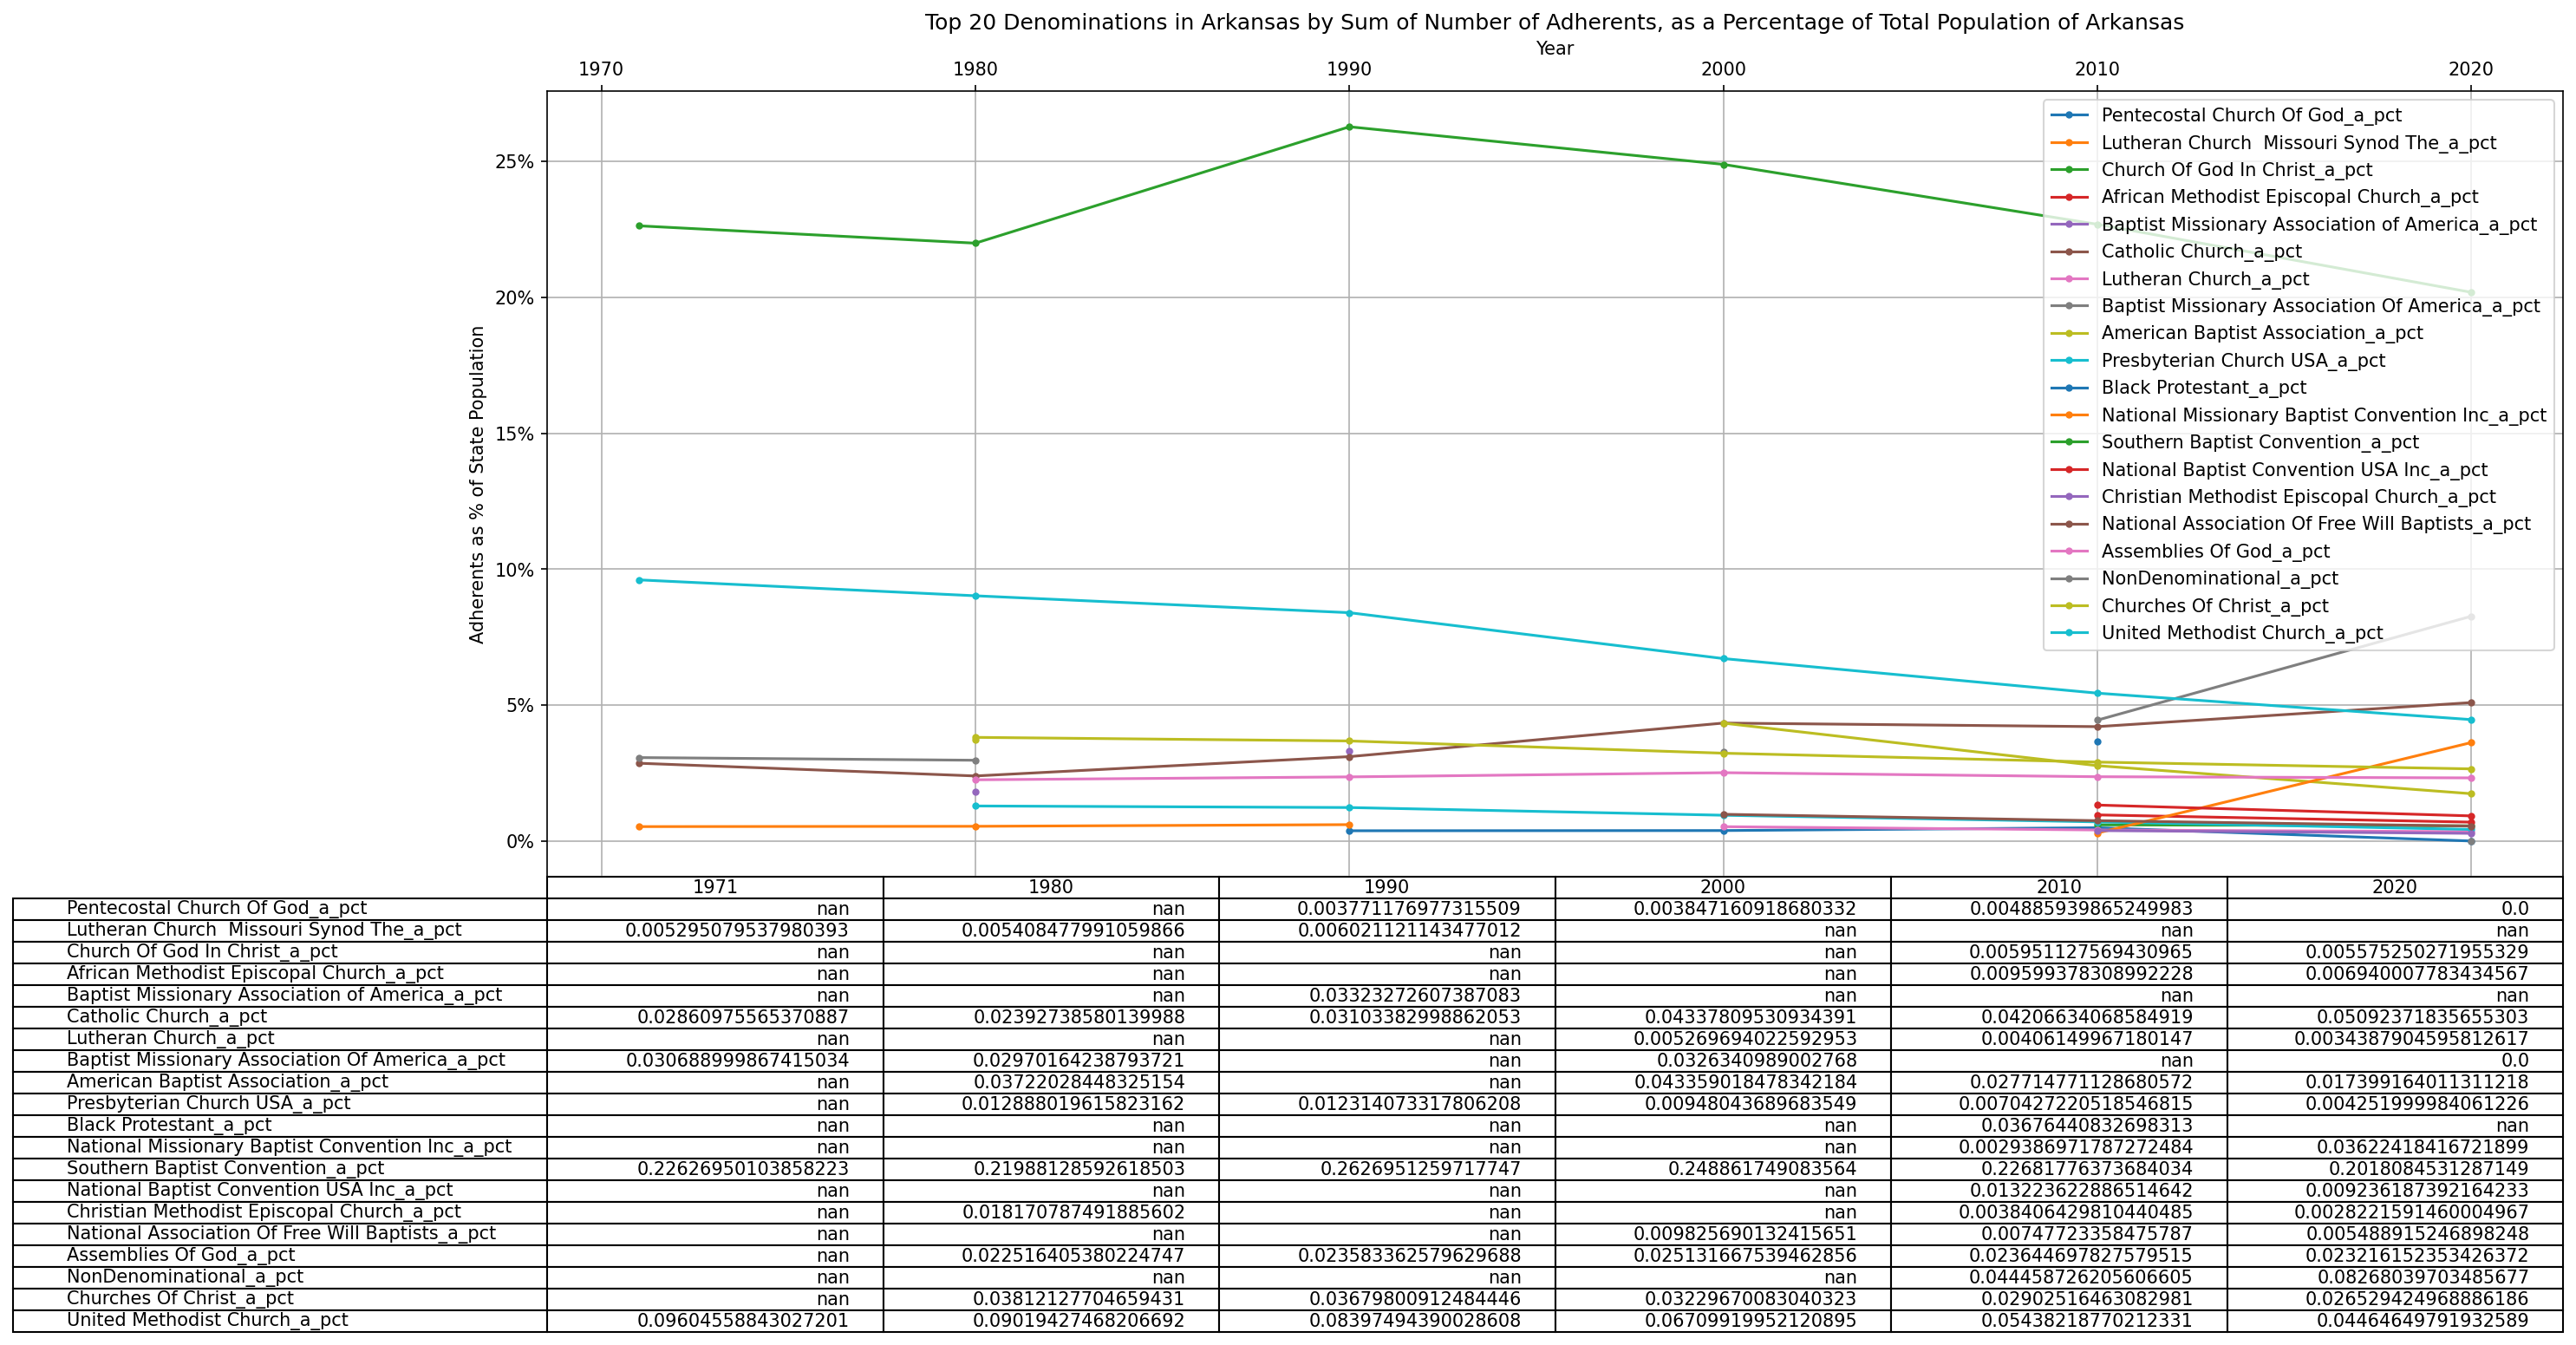 Top 20 Denominations in Arkansas by Sum of Number of Adherents, as a Percentage of Total Population of Arkansas
Year
1970 1980 1990 2000 2010 2020
Adherents as % of State Population
25%
20%
15%
10%
5%
0%
Pentecostal Church Of God_a_pct
Lutheran Church  Missouri Synod The_a_pct
Church Of God In Christ_a_pct
African Methodist Episcopal Church_a_pct
Baptist Missionary Association of America_a_pct
Catholic Church_a_pct
Lutheran Church_a_pct
Baptist Missionary Association Of America_a_pct
American Baptist Association_a_pct
Presbyterian Church USA_a_pct
Black Protestant_a_pct
National Missionary Baptist Convention Inc_a_pct
Southern Baptist Convention_a_pct
National Baptist Convention USA Inc_a_pct
Christian Methodist Episcopal Church_a_pct
National Association Of Free Will Baptists_a_pct
Assemblies Of God_a_pct
NonDenominational_a_pct
Churches Of Christ_a_pct
United Methodist Church_a_pct
1971 1980 1990 2000 2010 2020
Pentecostal Church Of God_a_pct nan nan 0.003771176977315509 0.003847160918680332 0.004885939865249983 0.0
Lutheran Church  Missouri Synod The_a_pct 0.005295079537980393 0.005408477991059866 0.006021121143477012 nan nan nan
Church Of God In Christ_a_pct nan nan nan nan 0.005951127569430965 0.005575250271955329
African Methodist Episcopal Church_a_pct nan nan nan nan 0.009599378308992228 0.006940007783434567
Baptist Missionary Association of America_a_pct nan nan 0.03323272607387083 nan nan nan
Catholic Church_a_pct 0.02860975565370887 0.02392738580139988 0.03103382998862053 0.04337809530934391 0.04206634068584919 0.05092371835655303
Lutheran Church_a_pct nan nan nan 0.005269694022592953 0.00406149967180147 0.0034387904595812617
Baptist Missionary Association Of America_a_pct 0.030688999867415034 0.02970164238793721 nan 0.0326340989002768 nan 0.0
American Baptist Association_a_pct nan 0.03722028448325154 nan 0.043359018478342184 0.027714771128680572 0.017399164011311218
Presbyterian Church USA_a_pct nan 0.012888019615823162 0.012314073317806208 0.00948043689683549 0.0070427220518546815 0.004251999984061226
Black Protestant_a_pct nan nan nan nan 0.03676440832698313 nan
National Missionary Baptist Convention Inc_a_pct nan nan nan nan 0.0029386971787272484 0.03622418416721899
Southern Baptist Convention_a_pct 0.22626950103858223 0.21988128592618503 0.2626951259717747 0.248861749083564 0.22681776373684034 0.2018084531287149
National Baptist Convention USA Inc_a_pct nan nan nan nan 0.013223622886514642 0.009236187392164233
Christian Methodist Episcopal Church_a_pct nan 0.018170787491885602 nan nan 0.0038406429810440485 0.0028221591460004967
National Association Of Free Will Baptists_a_pct nan nan nan 0.009825690132415651 0.00747723358475787 0.005488915246898248
Assemblies Of God_a_pct nan 0.022516405380224747 0.023583362579629688 0.025131667539462856 0.023644697827579515 0.023216152353426372
NonDenominational_a_pct nan nan nan nan 0.044458726205606605 0.08268039703485677
Churches Of Christ_a_pct nan 0.03812127704659431 0.03679800912484446 0.03229670083040323 0.02902516463082981 0.026529424968886186
United Methodist Church_a_pct 0.09604558843027201 0.09019427468206692 0.08397494390028608 0.06709919952120895 0.05438218770212331 0.04464649791932589